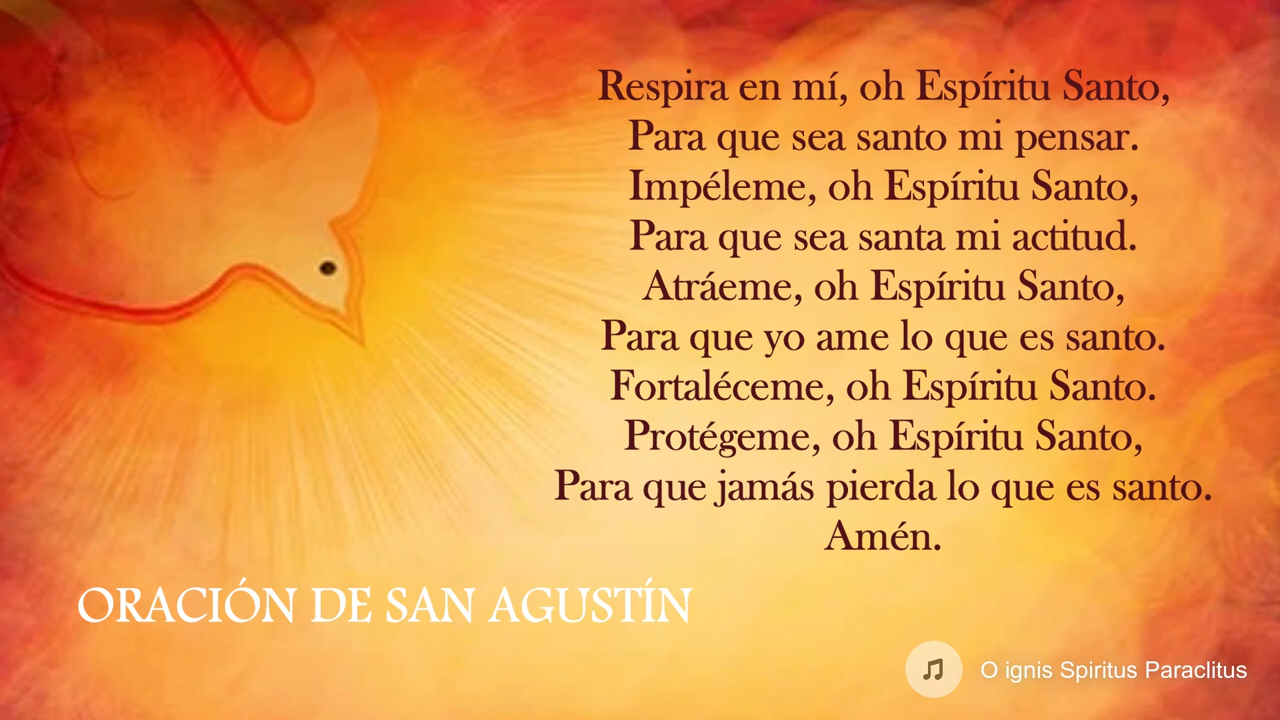 Respira en mí, oh Espíritu Santo,
Para que sea santo mi pensar.
Impéleme, oh Espíritu Santo,
Para que sea santa mi actitud.
Atráeme, oh Espíritu Santo,
Para que yo ame lo que es santo.
Fortaléceme, oh Espíritu Santo.
Protégeme, oh Espíritu Santo,
Para que jamás pierda lo que es santo.
Amén.
ORACIÓN DE SAN AGUSTÍN
O ignis Spiritus Paraclitus